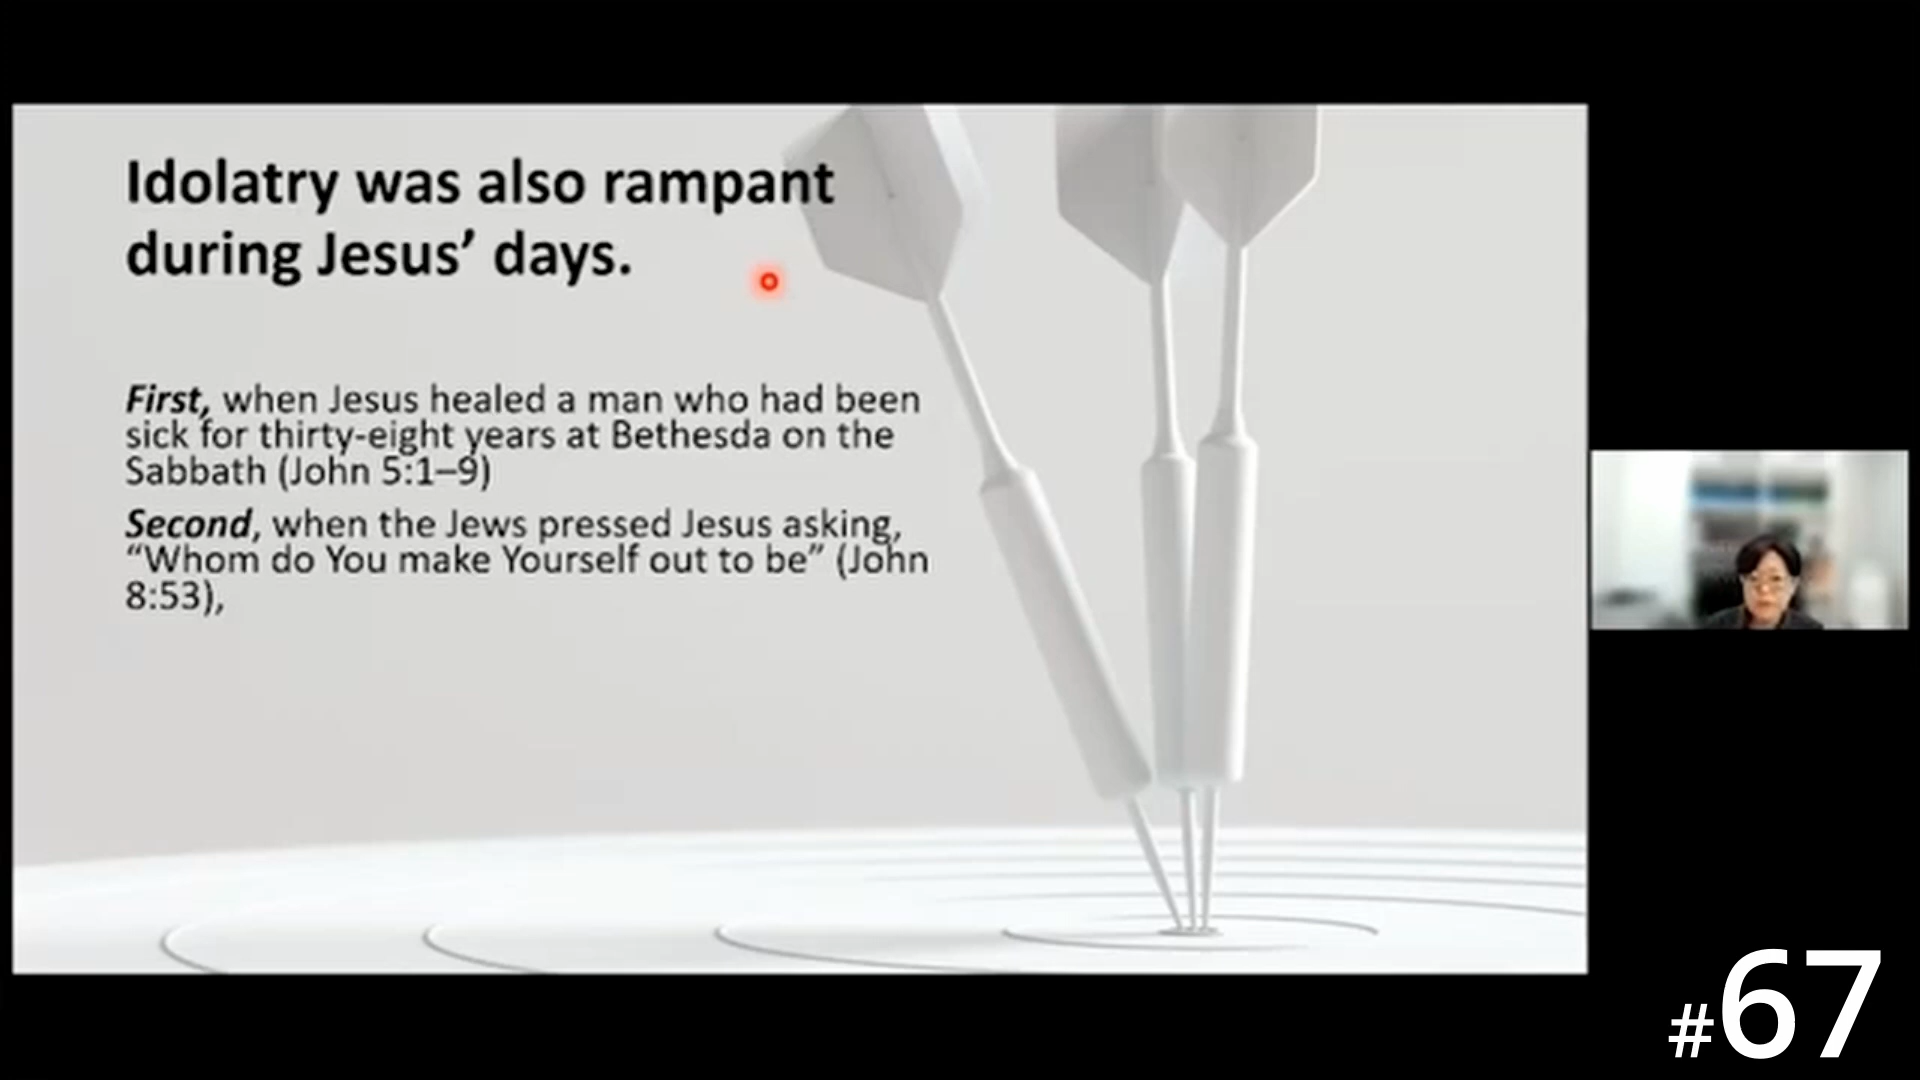 Idolatry was also rampant
during Jesus’ days.
First, when Jesus healed a man who had been
sick for thirty-eight years at Bethesda on the
Sabbath (John 5:1–9)
Second, when the Jews pressed Jesus asking,
“Whom do You make Yourself out to be” (John
8:53),
#67